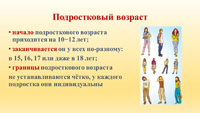 Подростковый возраст
• начало подросткового возраста
приходится на 10−12 лет;
• заканчивается он у всех по-разному:
в 15, 16, 17 или даже в 18 лет;
• границы подросткового возраста
не устанавливаются чётко, у каждого
подростка они индивидуальны